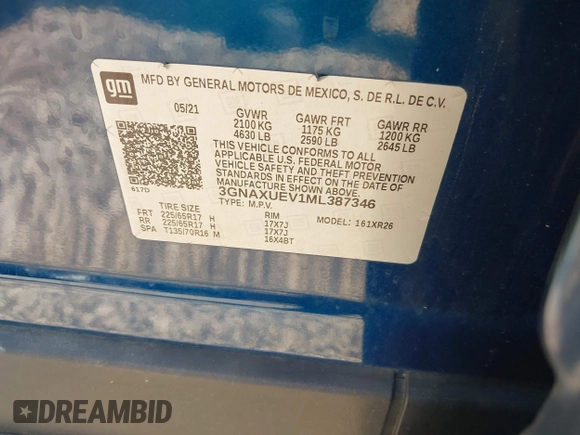 gm
MFD BY GENERAL MOTORS DE MEXICO, S. DE R.L. DE C.V.
05/21 GVWR GAWR FRT GAWR RR
2100 KG 1175 KG 1200 KG
4630 LB 2590 LB 2645 LB
THIS VEHICLE CONFORMS TO ALL
APPLICABLE U.S. FEDERAL MOTOR
VEHICLE SAFETY AND THEFT PREVENTION
STANDARDS IN EFFECT ON THE DATE OF
MANUFACTURE SHOWN ABOVE.
617D 3GNAXUEV1ML387346
TYPE: M.P.V. MODEL: 161XR26
TIRE SIZE RIM
FRT 225/65R17 H 17X7J
RR 225/65R17 H 17X7J
SPA T135/70R16 M 16X4BT
DREAMBID